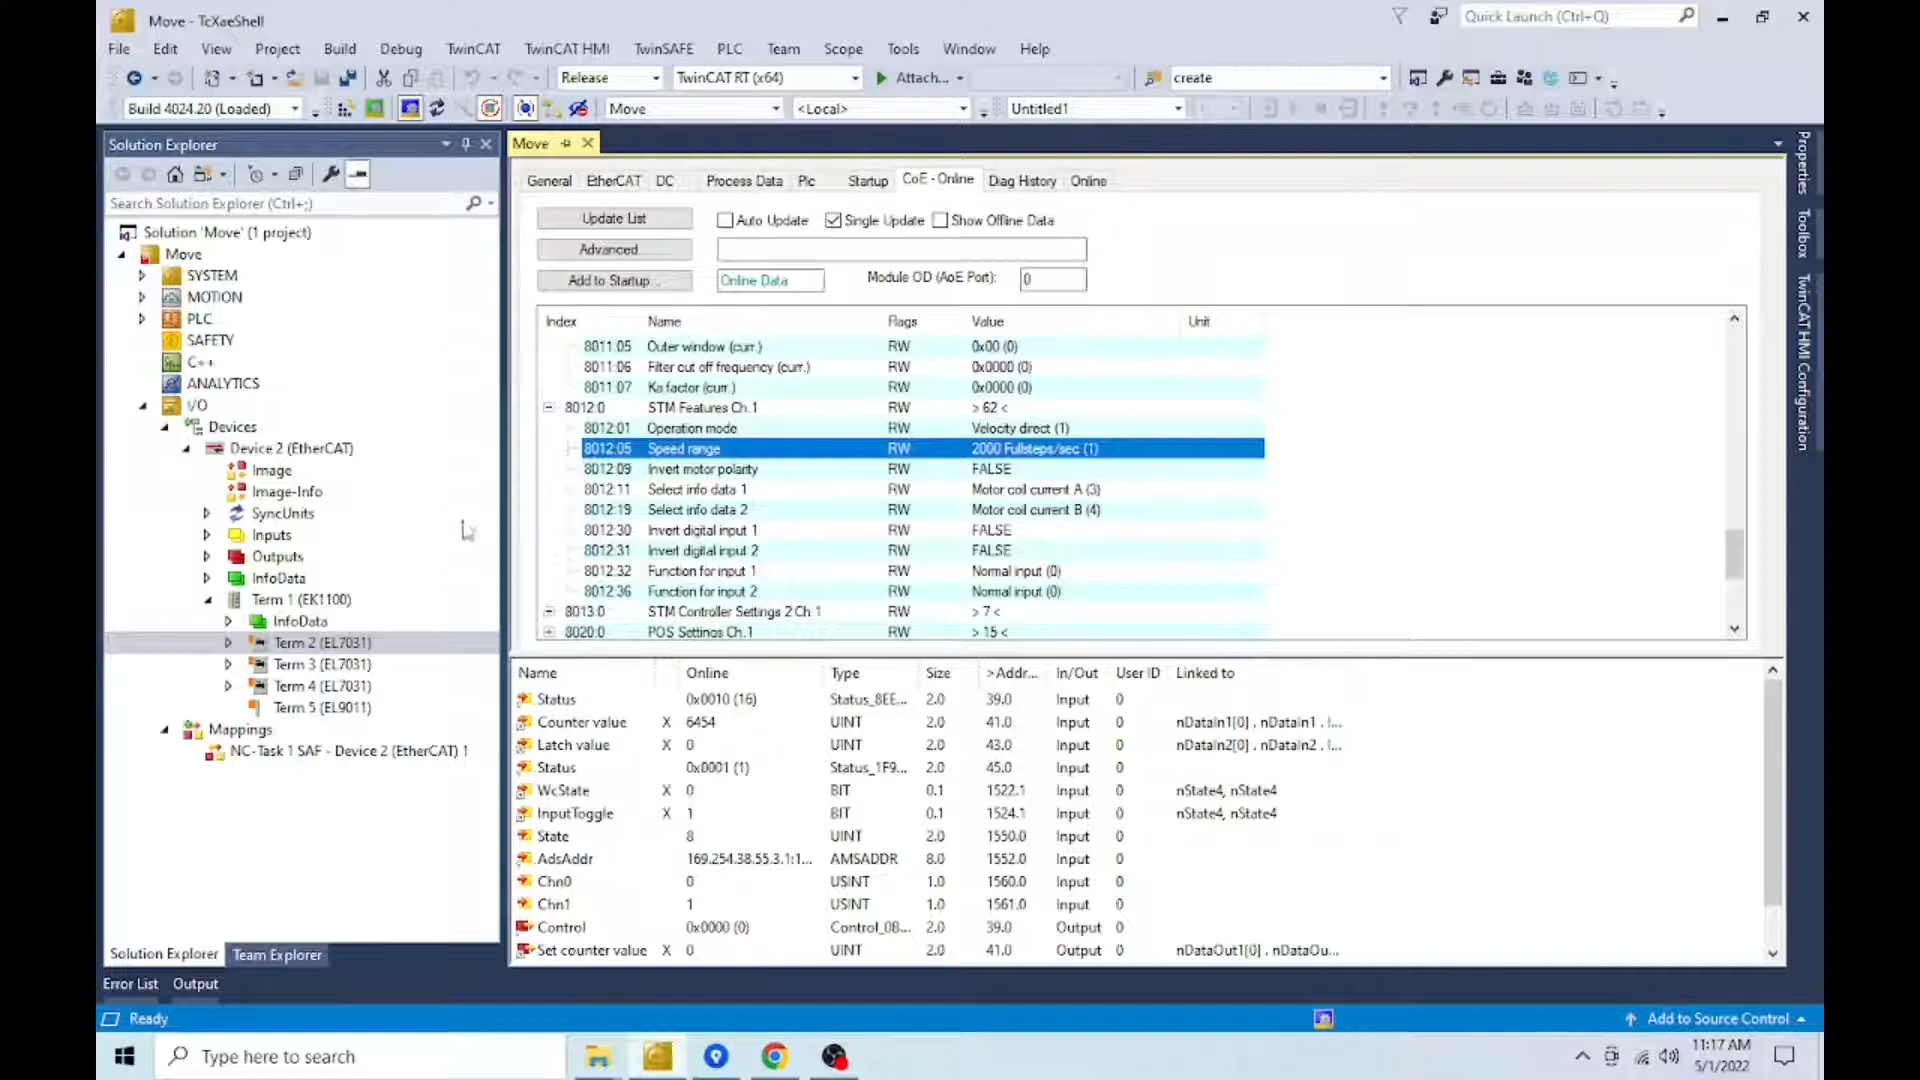 Move - TcXaeShell
Quick Launch (Ctrl+Q)
File Edit View Project Build Debug TwinCAT TwinCAT HMI TwinSAFE PLC Team Scope Tools Window Help
Release TwinCAT RT (x64) Attach... create
Build 4024.20 (Loaded) Move <Local> Untitled1
Solution Explorer
Search Solution Explorer (Ctrl+;)
Solution 'Move' (1 project)
Move
SYSTEM
MOTION
PLC
SAFETY
C++
ANALYTICS
I/O
Devices
Device 2 (EtherCAT)
Image
Image-Info
SyncUnits
Inputs
Outputs
InfoData
Term 1 (EK1100)
InfoData
Term 2 (EL7031)
Term 3 (EL7031)
Term 4 (EL7031)
Term 5 (EL9011)
Mappings
NC-Task 1 SAF - Device 2 (EtherCAT) 1
Solution Explorer Team Explorer
Move
General EtherCAT DC Process Data Plc Startup CoE - Online Diag History Online
Update List Auto Update Single Update Show Offline Data
Advanced...
Add to Startup... Online Data Module OD (AoE Port): 0
Index Name Flags Value Unit
8011:05 Outer window (curr.) RW 0x00 (0)
8011:06 Filter cut off frequency (curr.) RW 0x0000 (0)
8011:07 Ka factor (curr.) RW 0x0000 (0)
8012:0 STM Features Ch.1 RW > 62 <
8012:01 Operation mode RW Velocity direct (1)
8012:05 Speed range RW 2000 Fullsteps/sec (1)
8012:09 Invert motor polarity RW FALSE
8012:11 Select info data 1 RW Motor coil current A (3)
8012:19 Select info data 2 RW Motor coil current B (4)
8012:30 Invert digital input 1 RW FALSE
8012:31 Invert digital input 2 RW FALSE
8012:32 Function for input 1 RW Normal input (0)
8012:36 Function for input 2 RW Normal input (0)
8013:0 STM Controller Settings 2 Ch.1 RW > 7 <
8020:0 POS Settings Ch.1 RW > 15 <
Name Online Type Size >Addr... In/Out User ID Linked to
Status 0x0010 (16) Status_8EE... 2.0 39.0 Input 0
Counter value X 6454 UINT 2.0 41.0 Input 0 nDataIn1[0] . nDataIn1 . I...
Latch value X 0 UINT 2.0 43.0 Input 0 nDataIn2[0] . nDataIn2 . I...
Status 0x0001 (1) Status_1F9... 2.0 45.0 Input 0
WcState X 0 BIT 0.1 1522.1 Input 0 nState4, nState4
InputToggle X 1 BIT 0.1 1524.1 Input 0 nState4, nState4
State 8 UINT 2.0 1550.0 Input 0
AdsAddr 169.254.38.55.3.1:1... AMSADDR 8.0 1552.0 Input 0
Chn0 0 USINT 1.0 1560.0 Input 0
Chn1 1 USINT 1.0 1561.0 Input 0
Control 0x0000 (0) Control_0B... 2.0 39.0 Output 0
Set counter value X 0 UINT 2.0 41.0 Output 0 nDataOut1[0] . nDataOu...
Properties
Toolbox
TwinCAT HMI Configuration
Error List Output
Ready Add to Source Control
Type here to search
11:17 AM
5/1/2022